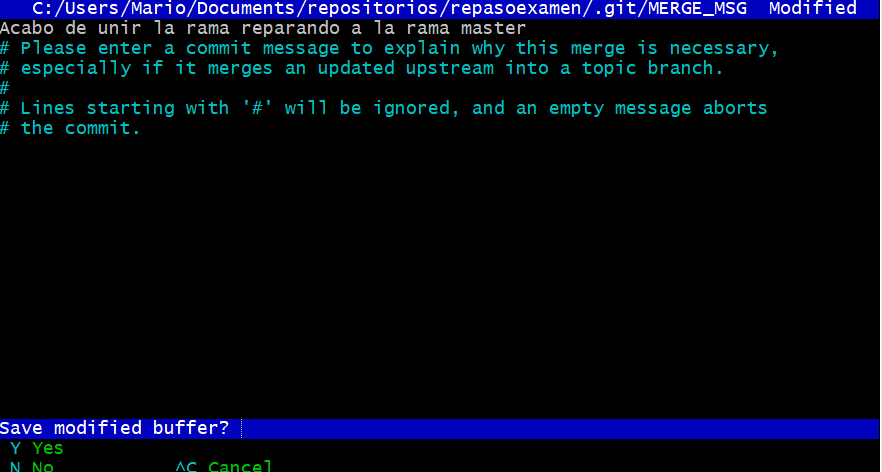 C:/Users/Mario/Documents/repositorios/repasoexamen/.git/MERGE_MSG  Modified
Acabo de unir la rama reparando a la rama master
# Please enter a commit message to explain why this merge is necessary,
# especially if it merges an updated upstream into a topic branch.
#
# Lines starting with '#' will be ignored, and an empty message aborts
# the commit.
Save modified buffer?
Y Yes
N No           ^C Cancel